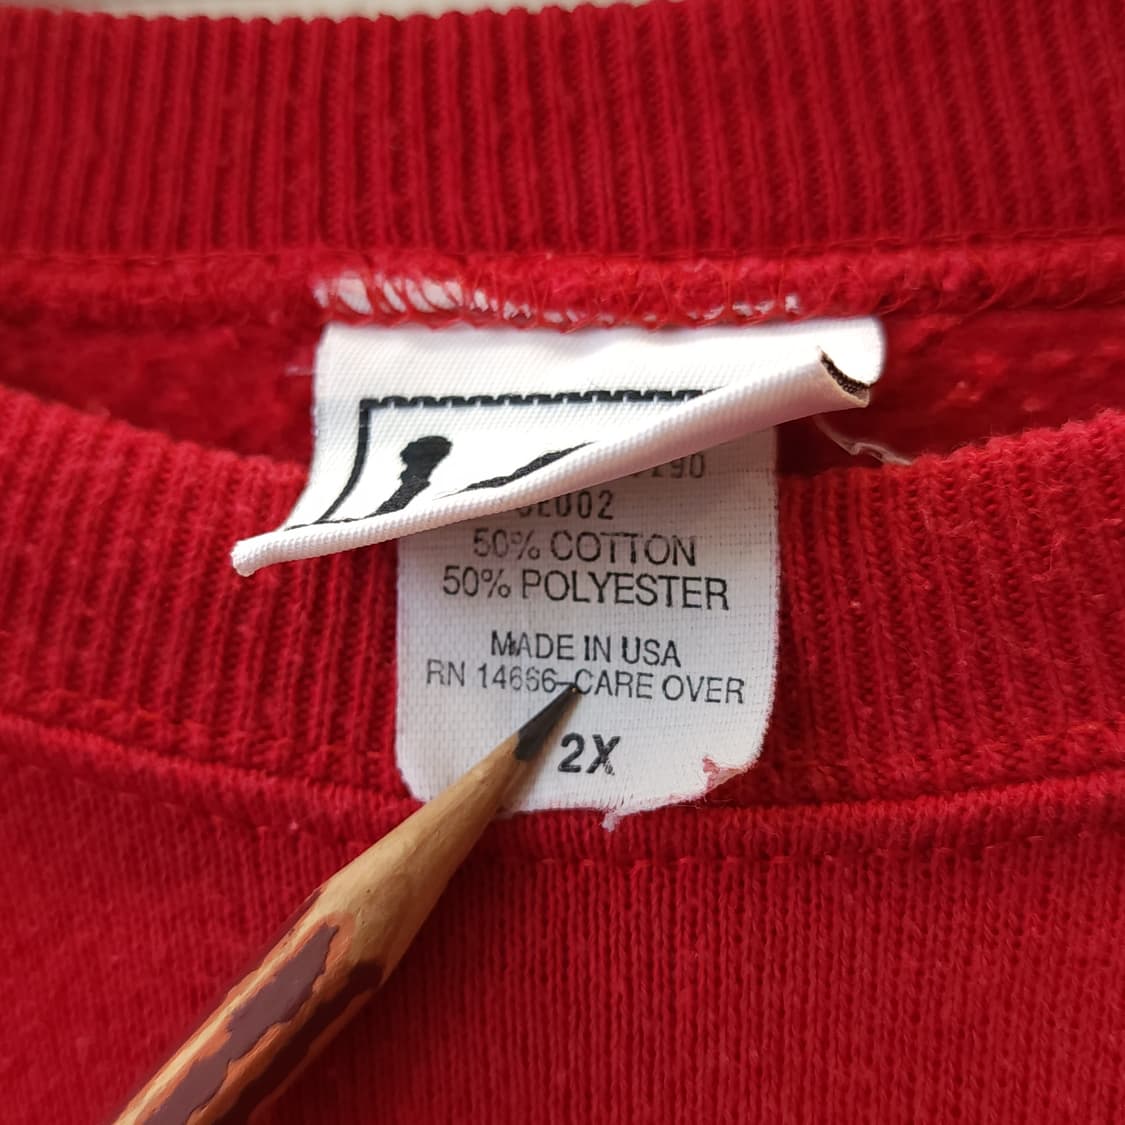 50% COTTON
50% POLYESTER
MADE IN USA
RN 14666-CARE OVER
2X